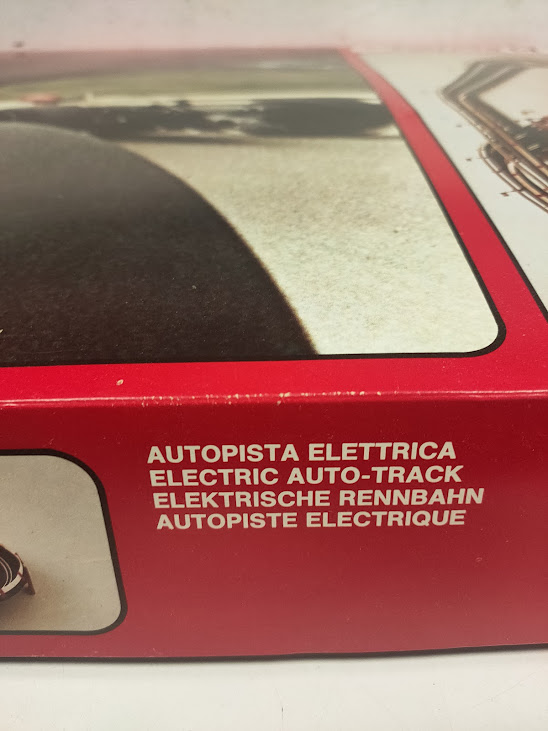 AUTOPISTA ELETTRICA
ELECTRIC AUTO-TRACK
ELEKTRISCHE RENNBAHN
AUTOPISTE ELECTRIQUE